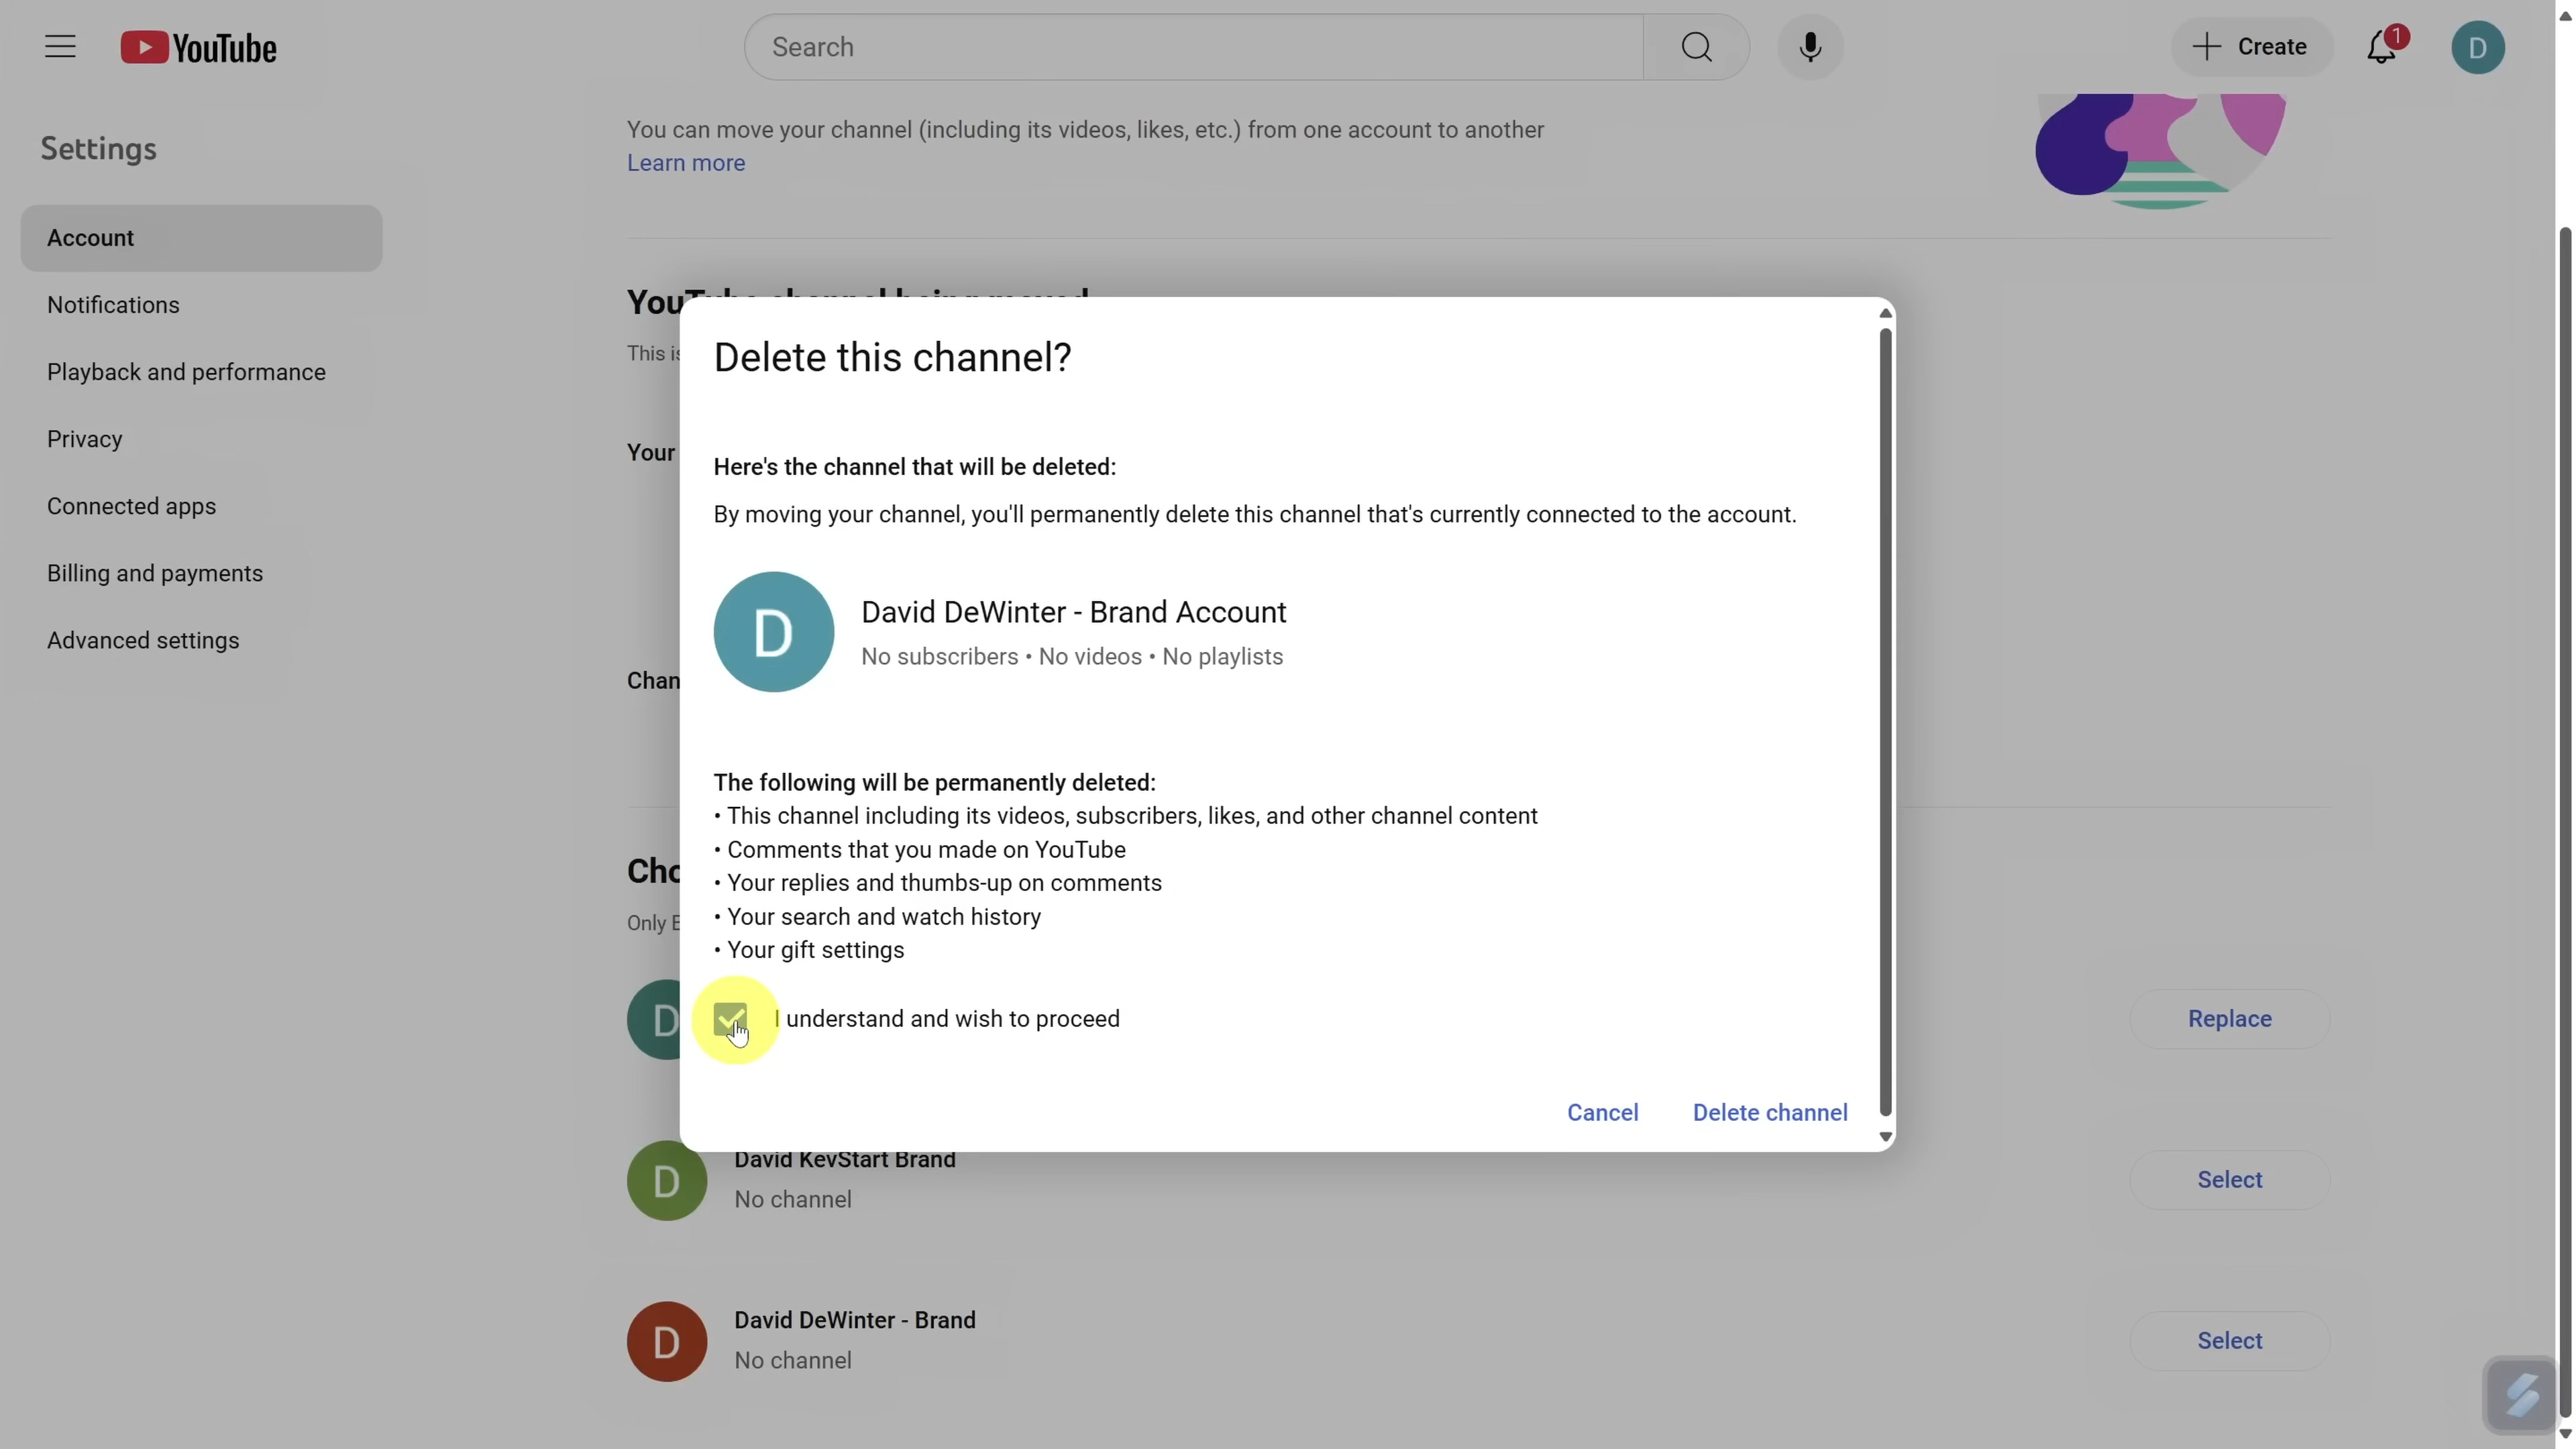 YouTube
Search
Create
1
D
Settings
Account
Notifications
Playback and performance
Privacy
Connected apps
Billing and payments
Advanced settings
You can move your channel (including its videos, likes, etc.) from one account to another
Learn more
This is
Your
Chan
Only
Delete this channel?
Here's the channel that will be deleted:
By moving your channel, you'll permanently delete this channel that's currently connected to the account.
D
David DeWinter - Brand Account
No subscribers • No videos • No playlists
The following will be permanently deleted:
• This channel including its videos, subscribers, likes, and other channel content
• Comments that you made on YouTube
• Your replies and thumbs-up on comments
• Your search and watch history
• Your gift settings
I understand and wish to proceed
Cancel
Delete channel
D
Replace
D
David KevStart Brand
No channel
Select
D
David DeWinter - Brand
No channel
Select